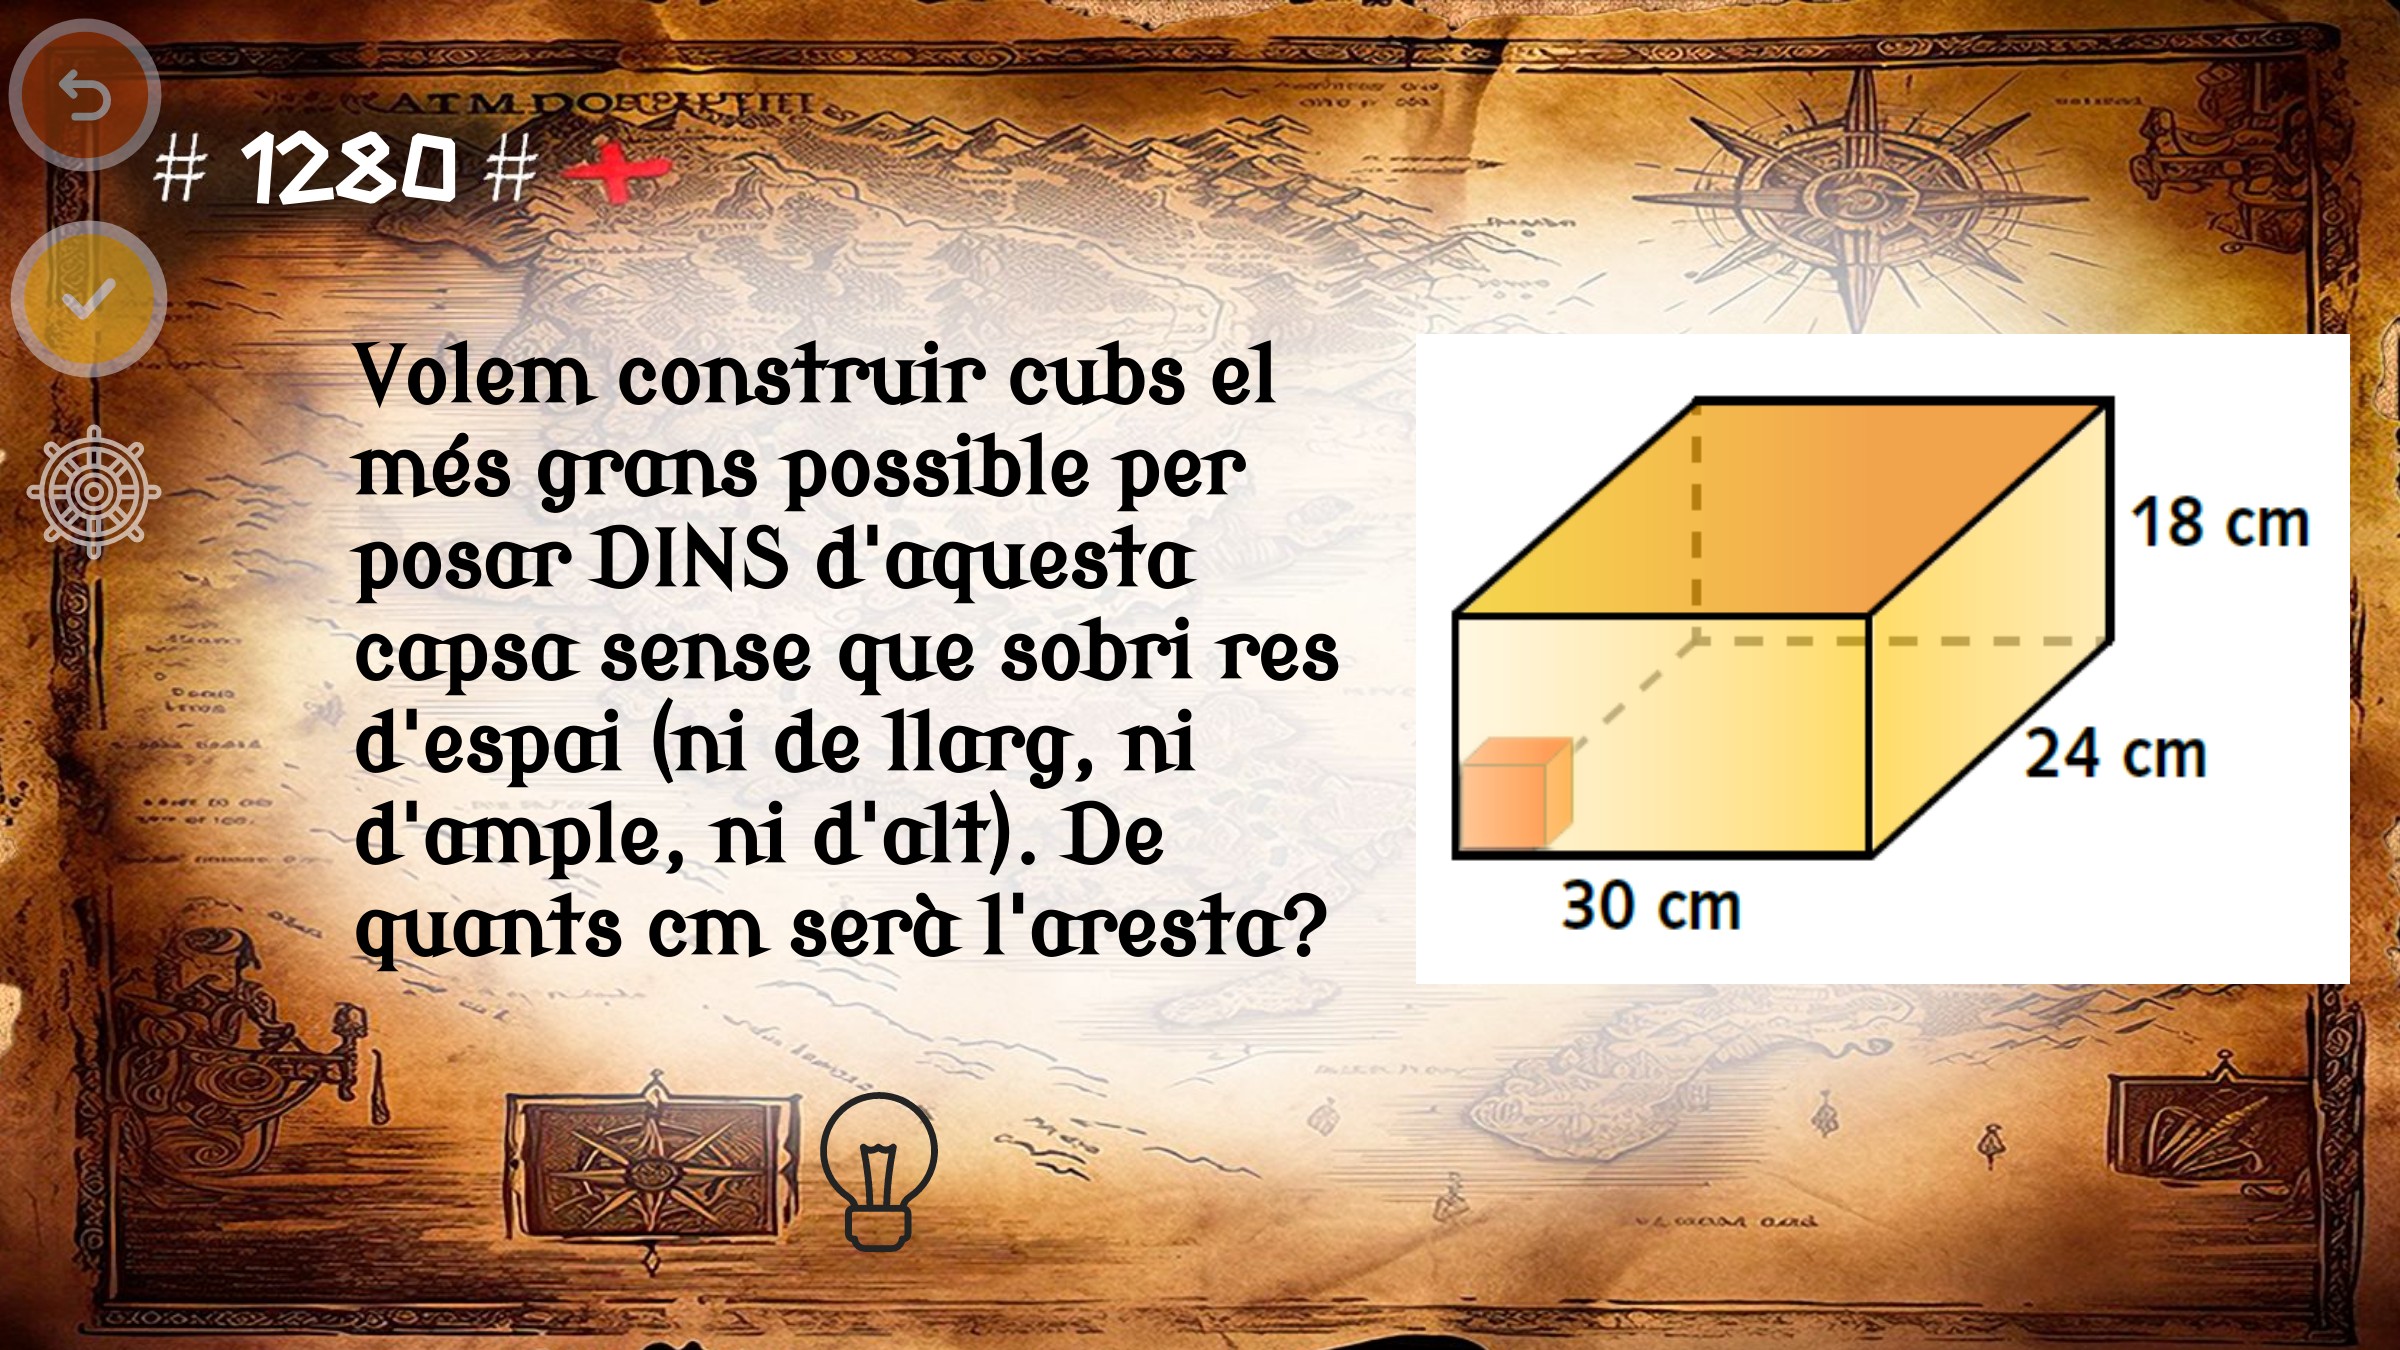 # 1280 #
Volem construir cubs el
més grans possible per
posar DINS d'aquesta
capsa sense que sobri res
d'espai (ni de llarg, ni
d'ample, ni d'alt). De
quants cm serà l'aresta?
18 cm
24 cm
30 cm